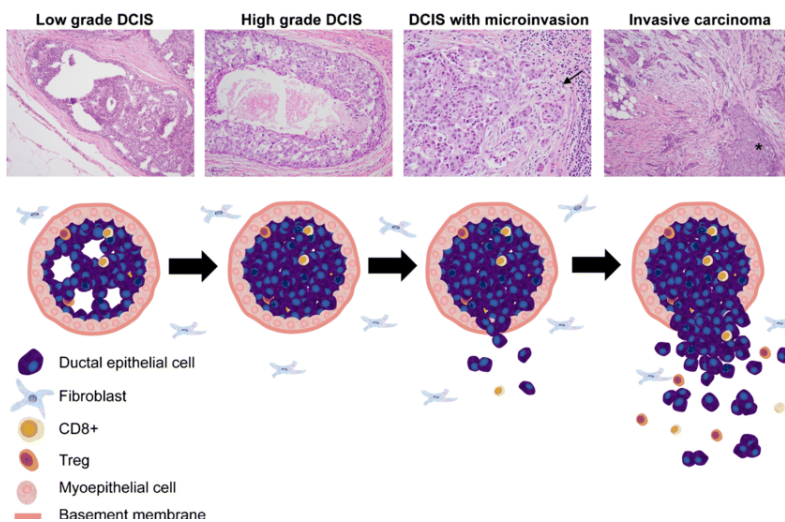 Low grade DCIS
High grade DCIS
DCIS with microinvasion
Invasive carcinoma
*
Ductal epithelial cell
Fibroblast
CD8+
Treg
Myoepithelial cell
Basement membrane